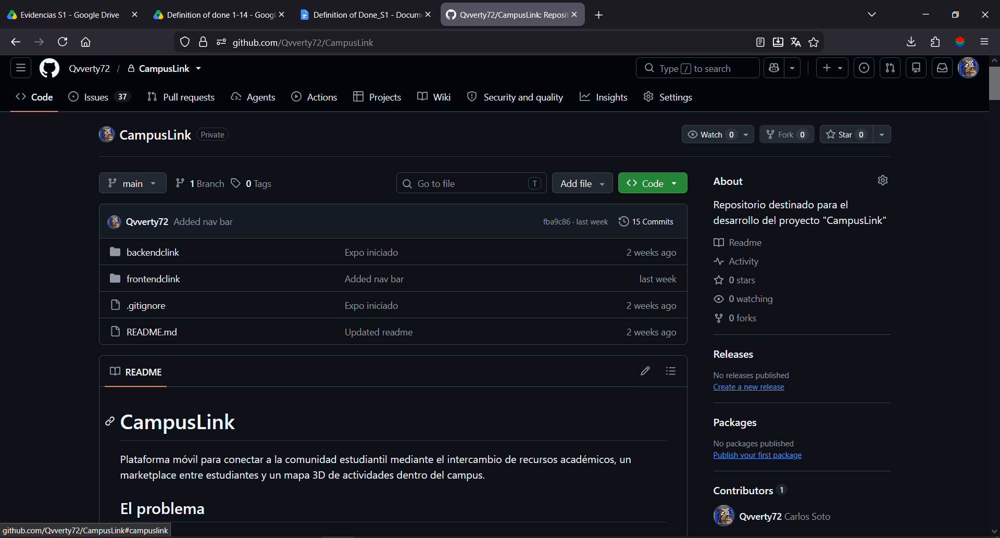 Evidencias S1 - Google Drive
Definition of done 1-14 - Googl
Definition of Done_S1 - Docum
Qvverty72/CampusLink: Reposit
github.com/Qvverty72/CampusLink
Qvverty72 / CampusLink
Type / to search
Code
Issues 37
Pull requests
Agents
Actions
Projects
Wiki
Security and quality
Insights
Settings
CampusLink Private
Watch 0
Fork 0
Star 0
main
1 Branch
0 Tags
Go to file T
Add file
Code
Qvverty72 Added nav bar fba9c86 · last week 15 Commits
backendclink Expo iniciado 2 weeks ago
frontendclink Added nav bar last week
.gitignore Expo iniciado 2 weeks ago
README.md Updated readme 2 weeks ago
README
CampusLink
Plataforma móvil para conectar a la comunidad estudiantil mediante el intercambio de recursos académicos, un
marketplace entre estudiantes y un mapa 3D de actividades dentro del campus.
El problema
About
Repositorio destinado para el
desarrollo del proyecto "CampusLink"
Readme
Activity
0 stars
0 watching
0 forks
Releases
No releases published
Create a new release
Packages
No packages published
Publish your first package
Contributors 1
Qvverty72 Carlos Soto
github.com/Qvverty72/CampusLink#campuslink